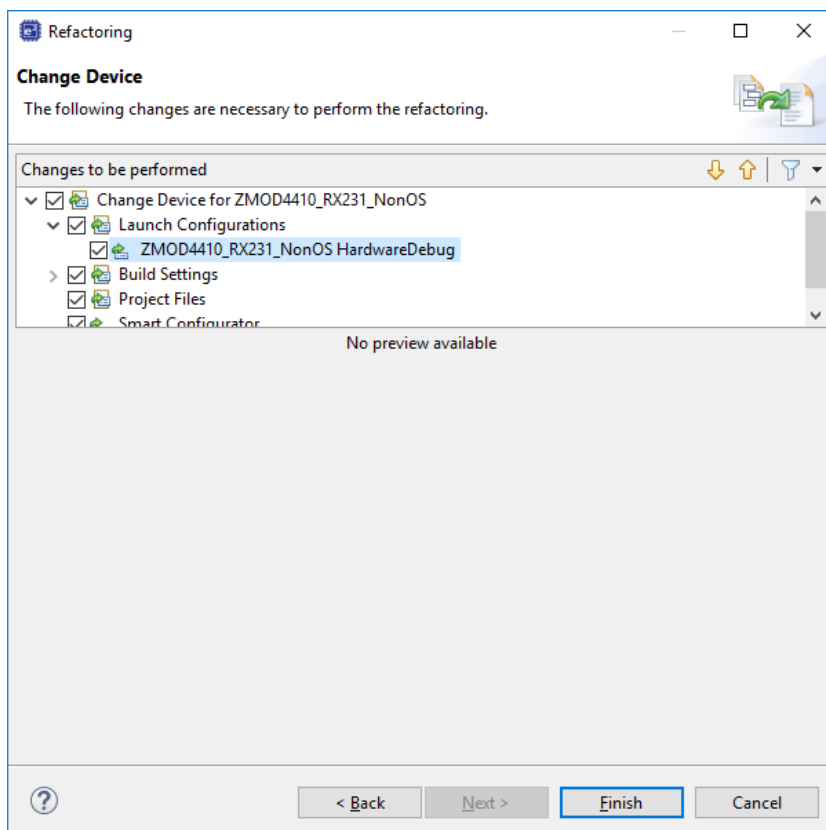 Refactoring
Change Device
The following changes are necessary to perform the refactoring.
Changes to be performed
Change Device for ZMOD4410_RX231_NonOS
Launch Configurations
ZMOD4410_RX231_NonOS HardwareDebug
Build Settings
Project Files
Smart Configurator
No preview available
< Back
Next >
Finish
Cancel